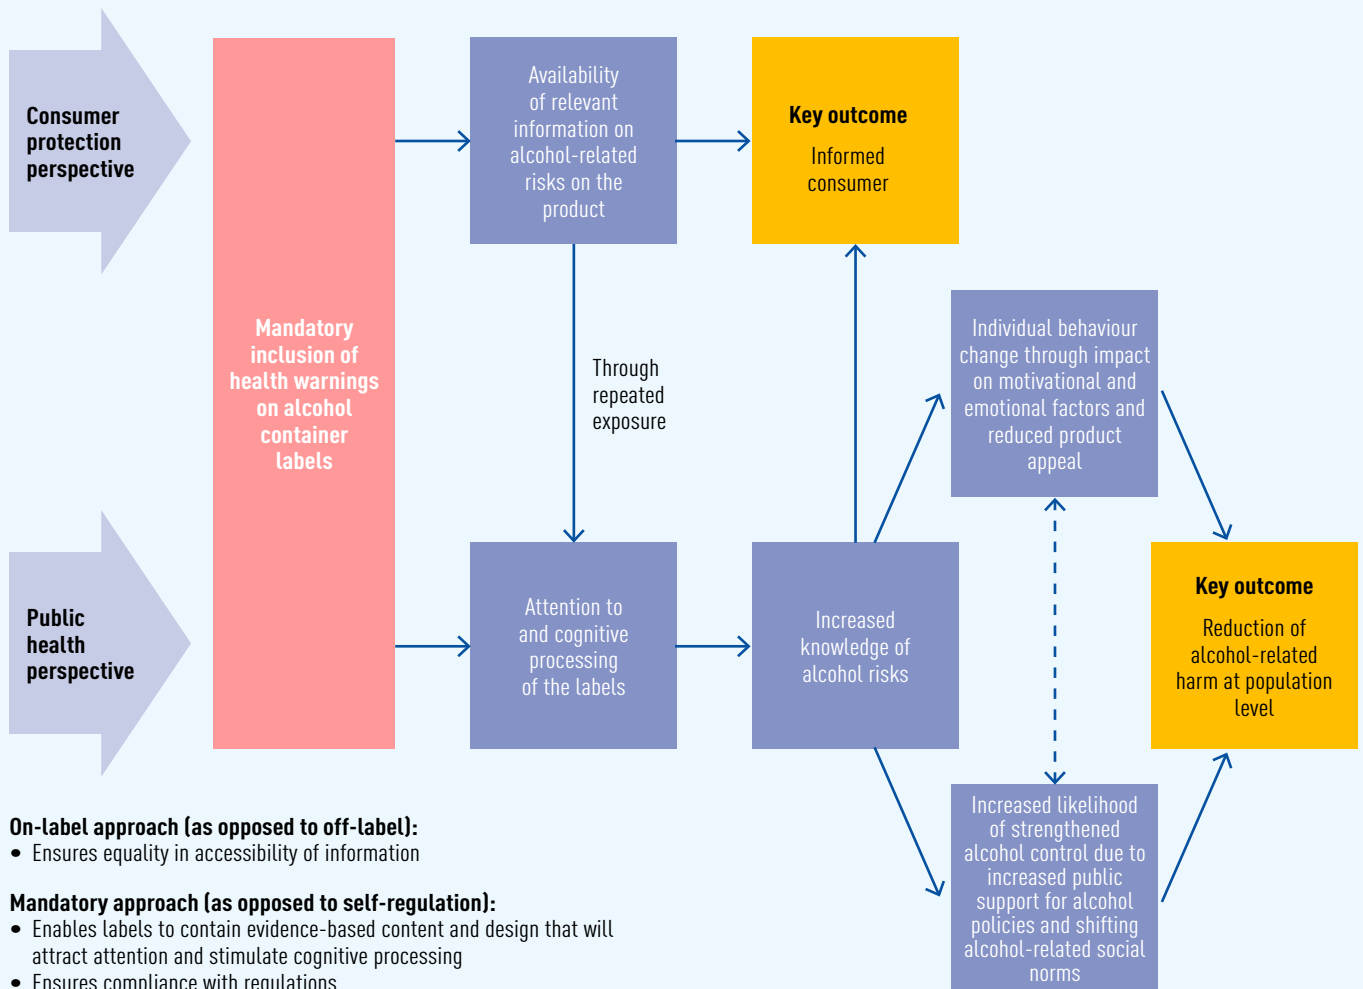 Consumer
protection
perspective
Mandatory
inclusion of
health warnings
on alcohol
container
labels
Availability
of relevant
information on
alcohol-related
risks on the
product
Key outcome
Informed
consumer
Through
repeated
exposure
Individual behaviour
change through impact
on motivational and
emotional factors and
reduced product
appeal
Public
health
perspective
Attention to
and cognitive
processing
of the labels
Increased
knowledge of
alcohol risks
Key outcome
Reduction of
alcohol-related
harm at population
level
Increased likelihood
of strengthened
alcohol control due to
increased public
support for alcohol
policies and shifting
alcohol-related social
norms
On-label approach (as opposed to off-label):
• Ensures equality in accessibility of information
Mandatory approach (as opposed to self-regulation):
• Enables labels to contain evidence-based content and design that will
attract attention and stimulate cognitive processing
• Ensures compliance with regulations